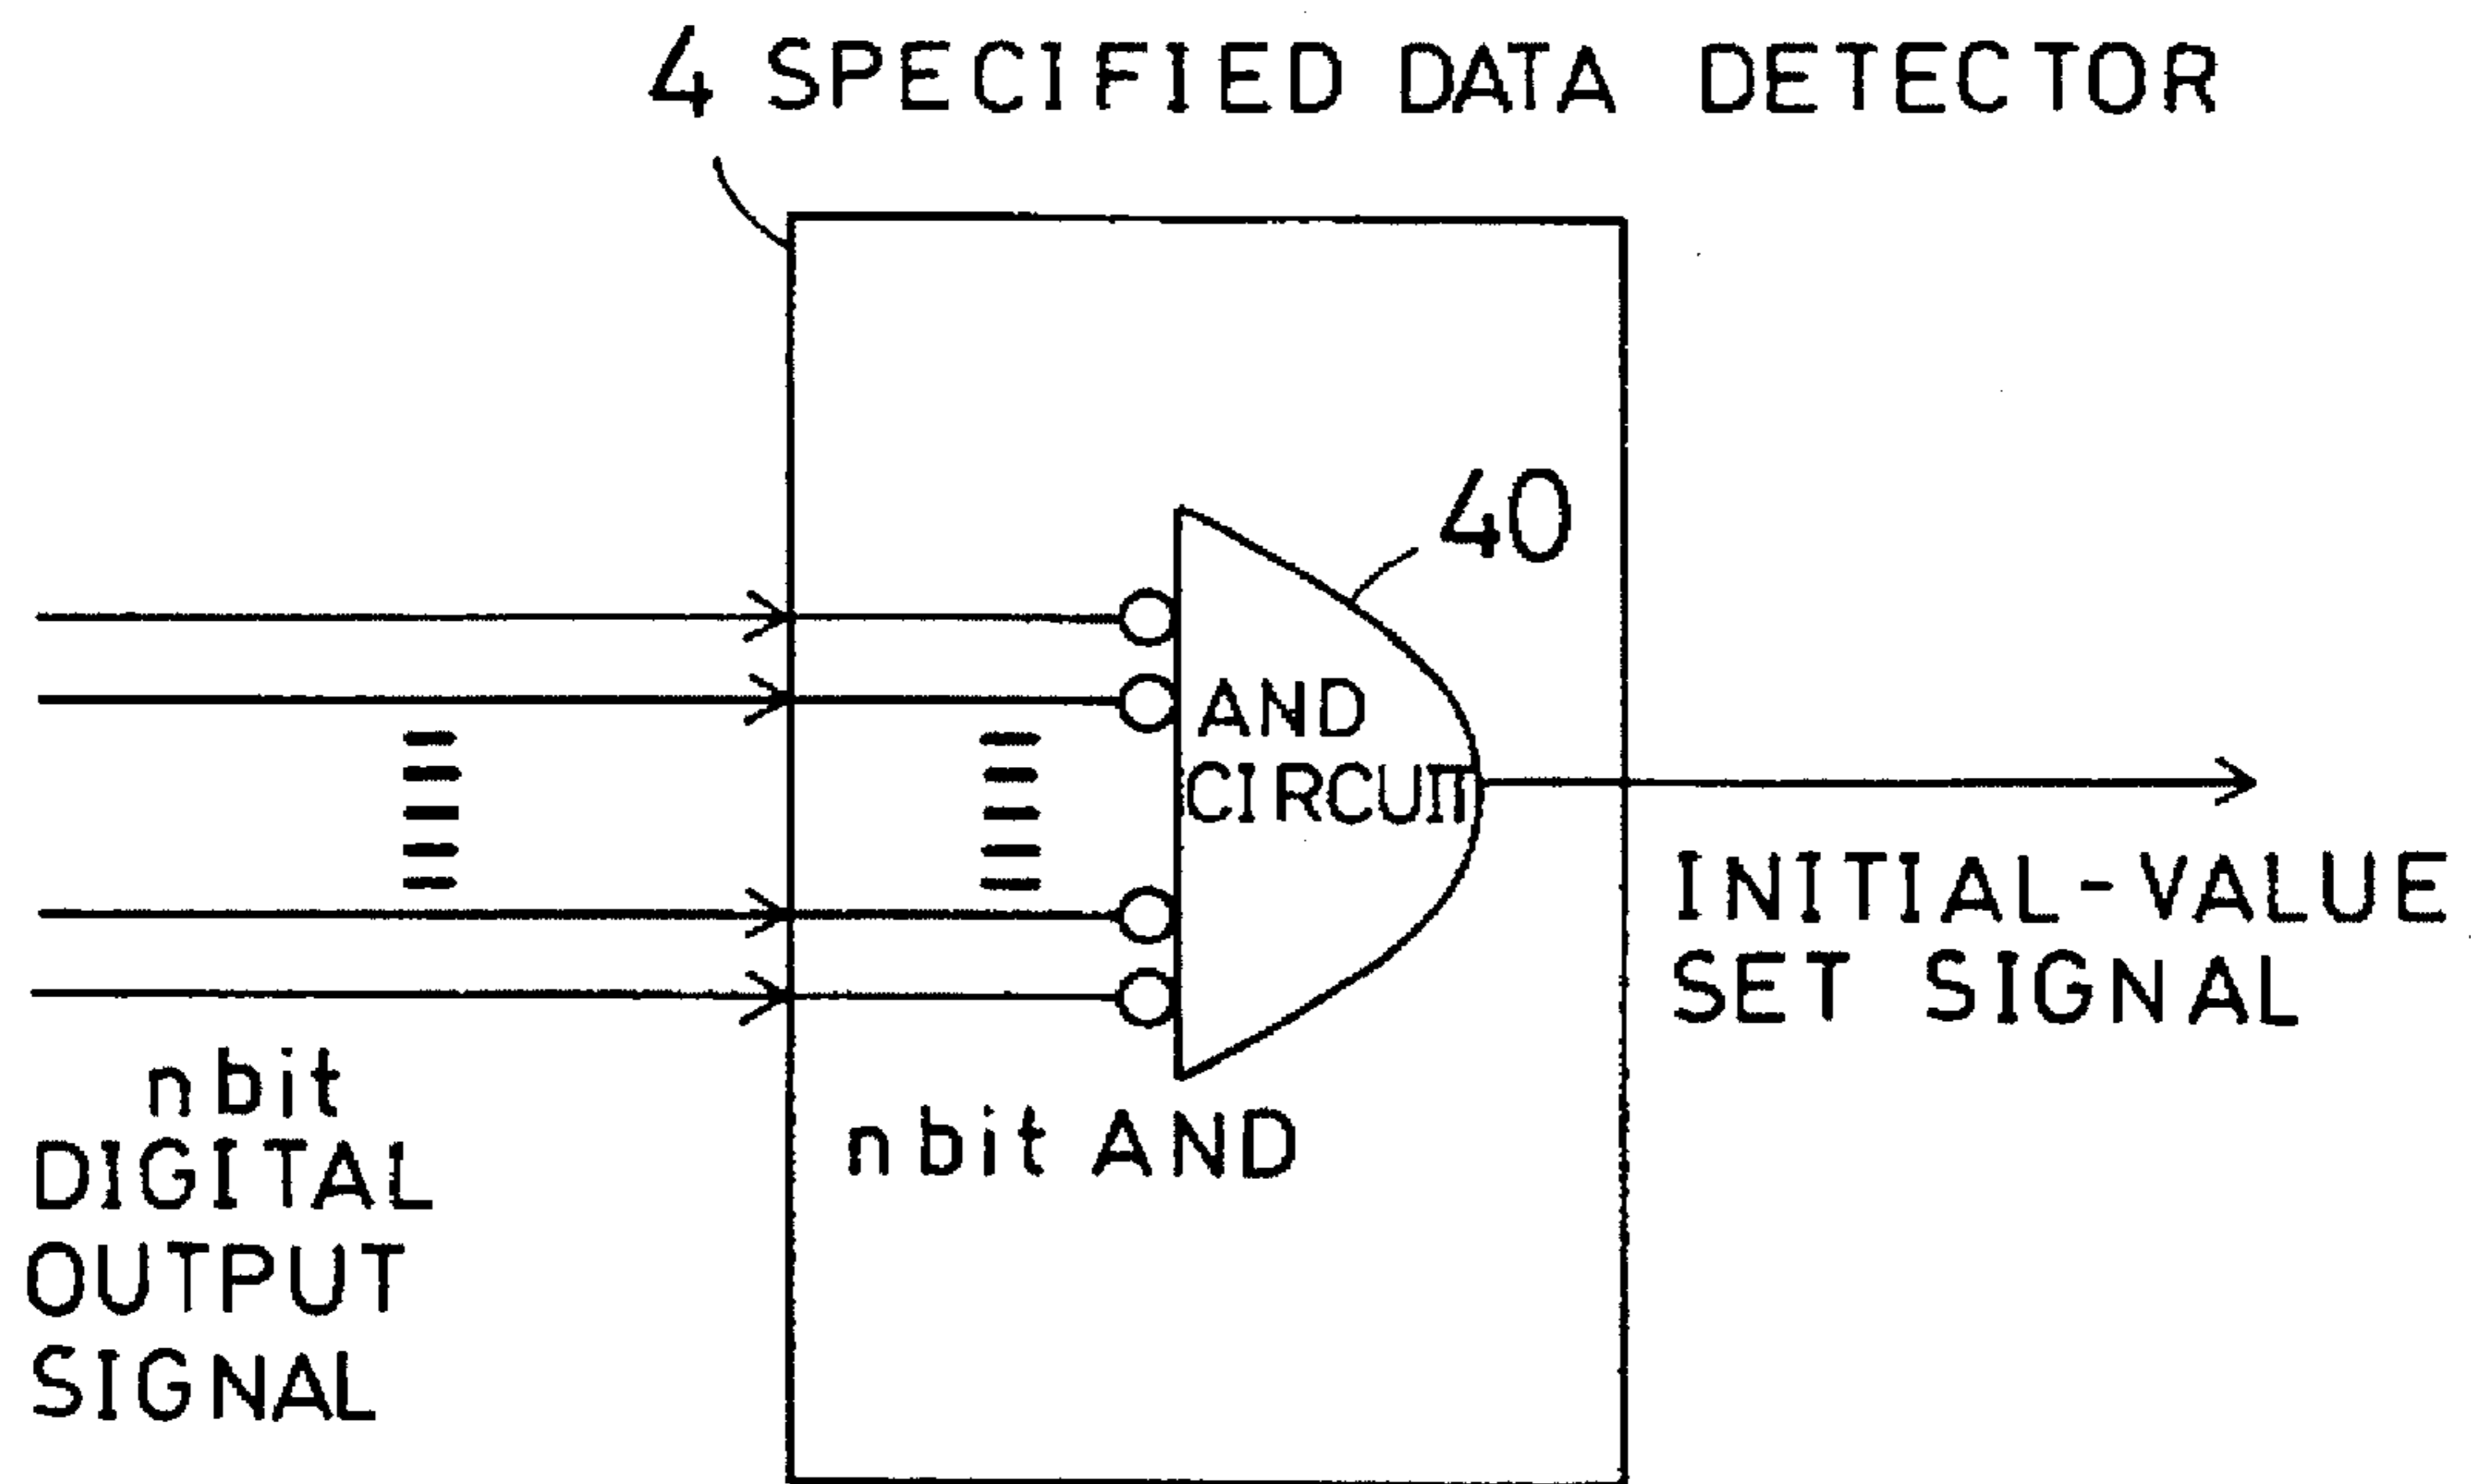 4 SPECIFIED DATA DETECTOR
40
AND
CIRCUIT
INITIAL-VALUE
SET SIGNAL
nbit
DIGITAL
OUTPUT
SIGNAL
nbit AND